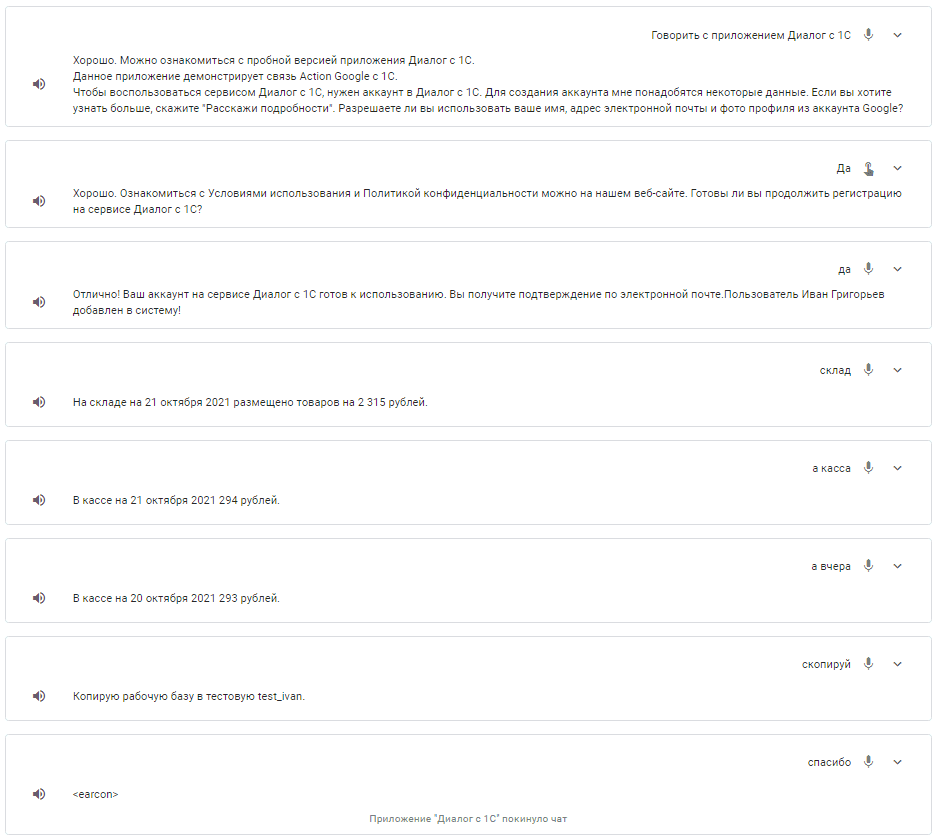 Говорить с приложением Диалог с 1С
Хорошо. Можно ознакомиться с пробной версией приложения Диалог с 1С.
Данное приложение демонстрирует связь Action Google с 1С.
Чтобы воспользоваться сервисом Диалог с 1С, нужен аккаунт в Диалог с 1С. Для создания аккаунта мне понадобятся некоторые данные. Если вы хотите
узнать больше, скажите "Расскажи подробности". Разрешаете ли вы использовать ваше имя, адрес электронной почты и фото профиля из аккаунта Google?
Да
Хорошо. Ознакомиться с Условиями использования и Политикой конфиденциальности можно на нашем веб-сайте. Готовы ли вы продолжить регистрацию
на сервисе Диалог с 1С?
да
Отлично! Ваш аккаунт на сервисе Диалог с 1С готов к использованию. Вы получите подтверждение по электронной почте.Пользователь Иван Григорьев
добавлен в систему!
склад
На складе на 21 октября 2021 размещено товаров на 2 315 рублей.
а касса
В кассе на 21 октября 2021 294 рублей.
а вчера
В кассе на 20 октября 2021 293 рублей.
скопируй
Копирую рабочую базу в тестовую test_ivan.
спасибо
<earcon>
Приложение "Диалог с 1С" покинуло чат